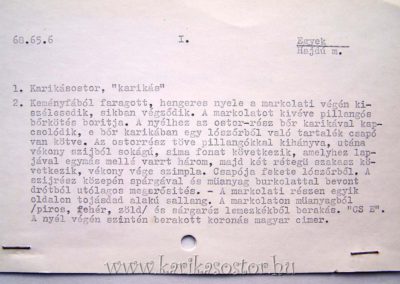 68.65.6 I. Egyek
Hajdú m.
1. Karikásostor, "karikás"
2. Keményfából faragott, hengeres nyele a markolati végén ki-
szélesedik, síkban végződik. A markolatot kivéve pillangós
bőrkötés borítja. A nyélhez az ostor-rész bőr karikával kap-
csolódik, e bőr karikában egy lószőrből való tartalék csapó
van kötve. Az ostorrész töve pillangókkal kihányva, utána
vékony szíjból sokágú, sima fonat következik, amelyhez lap-
jával egymás mellé varrt három, majd két rétegű szakasz kö-
vetkezik, vékony vége szimpla. Csapója fekete lószőrből. A
szíjrész közepén spárgával és műanyag burkolattal bevont
drótból utólagos megerősítés. - A markolati részen egyik
oldalon tojásdad alakú sallang. A markolaton műanyagból
/piros, fehér, zöld/ és sárgaréz lemezkékből berakás. "CS E".
A nyél végén szintén berakott koronás magyar címer.
www.karikasostor.hu